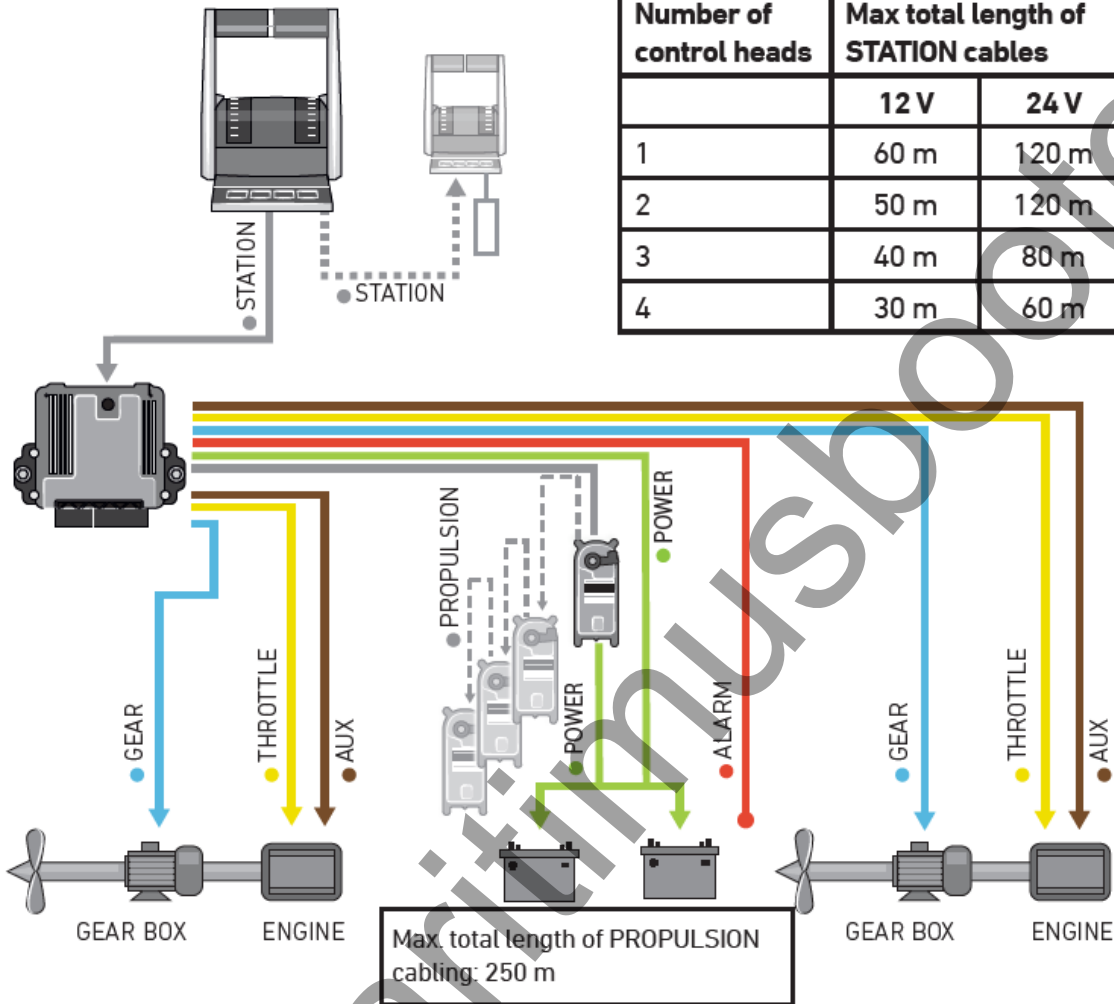 Number of control heads
Max total length of STATION cables
12 V
24 V
1
60 m
120 m
2
50 m
120 m
3
40 m
80 m
4
30 m
60 m
STATION
STATION
PROPULSION
POWER
GEAR
THROTTLE
AUX
POWER
ALARM
GEAR
THROTTLE
AUX
GEAR BOX
ENGINE
GEAR BOX
ENGINE
Max. total length of PROPULSION
cabling: 250 m